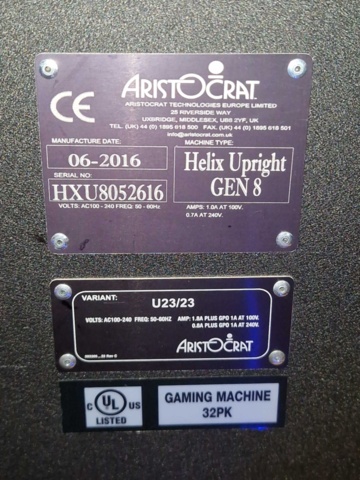 CE
ARISTOCRAT
ARISTOCRAT TECHNOLOGIES EUROPE LIMITED
25 RIVERSIDE WAY
UXBRIDGE, MIDDLESEX, UB8 2YF, UK
TEL. (UK) 44 (0) 1895 618 500 FAX. (UK) 44 (0) 1895 618 501
www.aristocrat.com.au
MANUFACTURE DATE:
06-2016
SERIAL NO:
HXU8052616
VOLTS: AC100 - 240 FREQ: 50 - 60Hz
MACHINE TYPE:
Helix Upright
GEN 8
AMPS: 1.0A AT 100V.
0.7A AT 240V.
VARIANT:
U23/23
VOLTS: AC100-240 FREQ: 50-60HZ AMP: 1.8A PLUS GPO 1A AT 100V.
0.8A PLUS GPO 1A AT 240V.
ARISTOCRAT
C UL US
LISTED
GAMING MACHINE
32PK